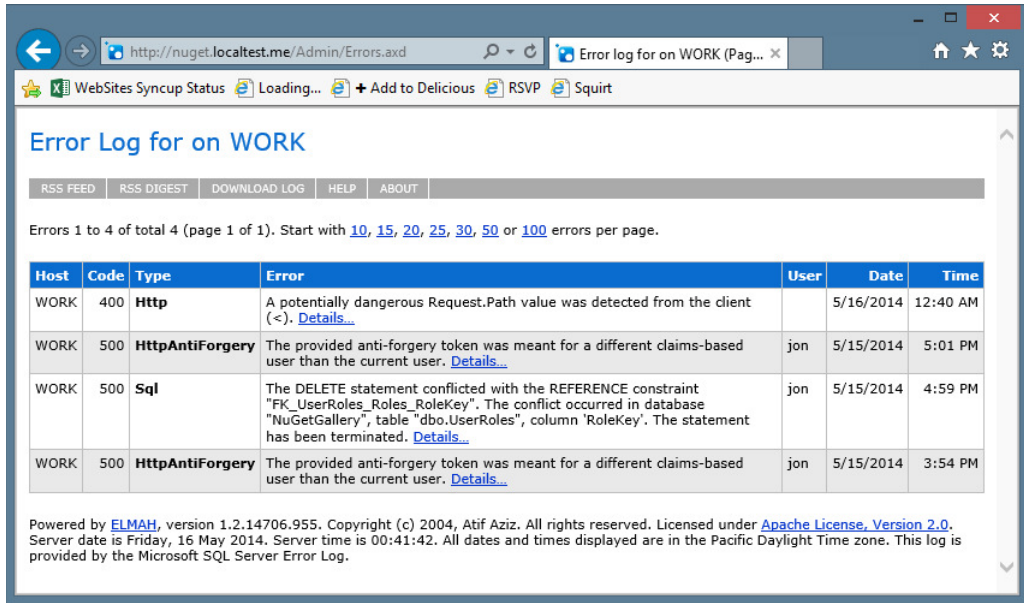 http://nuget.localtest.me/Admin/Errors.axd
Error log for on WORK (Pag...
WebSites Syncup Status Loading... + Add to Delicious RSVP Squirt
Error Log for on WORK
RSS FEED RSS DIGEST DOWNLOAD LOG HELP ABOUT
Errors 1 to 4 of total 4 (page 1 of 1). Start with 10, 15, 20, 25, 30, 50 or 100 errors per page.
Host Code Type Error User Date Time
WORK 400 Http A potentially dangerous Request.Path value was detected from the client 5/16/2014 12:40 AM
(<). Details...
WORK 500 HttpAntiForgery The provided anti-forgery token was meant for a different claims-based jon 5/15/2014 5:01 PM
user than the current user. Details...
WORK 500 Sql The DELETE statement conflicted with the REFERENCE constraint jon 5/15/2014 4:59 PM
"FK_UserRoles_Roles_RoleKey". The conflict occurred in database
"NuGetGallery", table "dbo.UserRoles", column 'RoleKey'. The statement
has been terminated. Details...
WORK 500 HttpAntiForgery The provided anti-forgery token was meant for a different claims-based jon 5/15/2014 3:54 PM
user than the current user. Details...
Powered by ELMAH, version 1.2.14706.955. Copyright (c) 2004, Atif Aziz. All rights reserved. Licensed under Apache License, Version 2.0.
Server date is Friday, 16 May 2014. Server time is 00:41:42. All dates and times displayed are in the Pacific Daylight Time zone. This log is
provided by the Microsoft SQL Server Error Log.